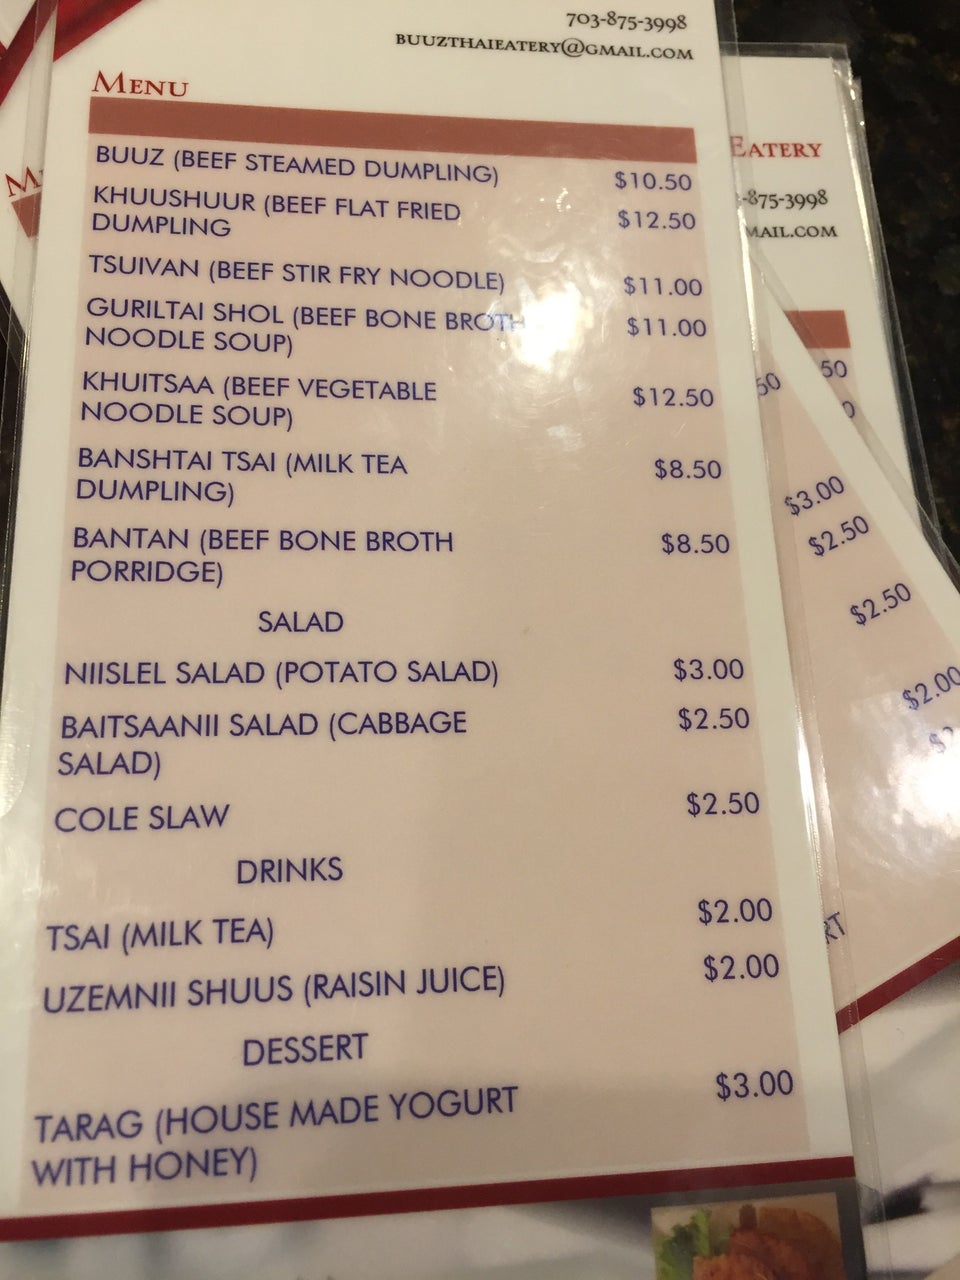 703-875-3998
BUUZTHAIEATERY@GMAIL.COM
MENU
BUUZ (BEEF STEAMED DUMPLING) $10.50
KHUUSHUUR (BEEF FLAT FRIED $12.50
DUMPLING
TSUIVAN (BEEF STIR FRY NOODLE) $11.00
GURILTAI SHOL (BEEF BONE BROTH $11.00
NOODLE SOUP)
KHUITSAA (BEEF VEGETABLE $12.50
NOODLE SOUP)
BANSHTAI TSAI (MILK TEA $8.50
DUMPLING)
BANTAN (BEEF BONE BROTH $8.50
PORRIDGE)
SALAD
NIISLEL SALAD (POTATO SALAD) $3.00
BAITSAANII SALAD (CABBAGE $2.50
SALAD)
COLE SLAW $2.50
DRINKS
TSAI (MILK TEA) $2.00
UZEMNII SHUUS (RAISIN JUICE) $2.00
DESSERT
TARAG (HOUSE MADE YOGURT $3.00
WITH HONEY)
EATERY
-875-3998
MAIL.COM
50
50
$3.00
$2.50
$2.50
$2.00
RT